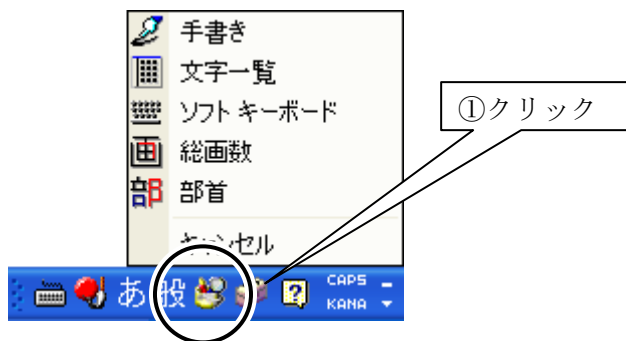 手書き
文字一覧
ソフト キーボード
総画数
部首
キャンセル
①クリック
あ 般 CAPS
KANA